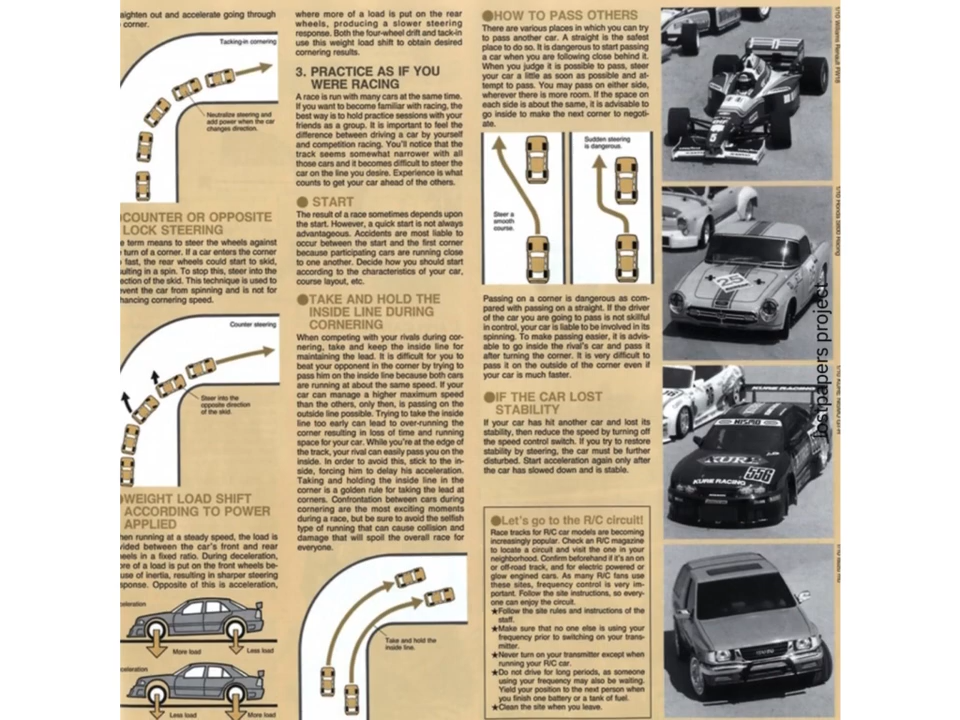 aighten out and accelerate going through
corner.
Tacking-in cornering
Neutralize steering and
add power when the car
changes direction.
COUNTER OR OPPOSITE
LOCK STEERING
term means to steer the wheels against
turn of a corner. If a car enters the corner
fast, the rear wheels could start to skid,
ulting in a spin. To stop this, steer into the
ection of the skid. This technique is used to
vent the car from spinning and is not for
hancing cornering speed.
Counter steering
Steer into the
opposite direction
of the skid.
WEIGHT LOAD SHIFT
ACCORDING TO POWER
APPLIED
en running at a steady speed, the load is
vided between the car's front and rear
eels in a fixed ratio. During deceleration,
re of a load is put on the front wheels be-
use of inertia, resulting in sharper steering
sponse. Opposite of this is acceleration,
eleration
More load
Less load
celeration
Less load
More load
where more of a load is put on the rear
wheels, producing a slower steering
response. Both the four-wheel drift and tack-in
use this weight load shift to obtain desired
cornering results.
3. PRACTICE AS IF YOU
WERE RACING
A race is run with many cars at the same time.
If you want to become familiar with racing, the
best way is to hold practice sessions with your
friends as a group. It is important to feel the
difference between driving a car by yourself
and competition racing. You'll notice that the
track seems somewhat narrower with all
those cars and it becomes difficult to steer the
car on the line you desire. Experience is what
counts to get your car ahead of the others.
●START
The result of a race sometimes depends upon
the start. However, a quick start is not always
advantageous. Accidents are most liable to
occur between the start and the first corner
because participating cars are running close
to one another. Decide how you should start
according to the characteristics of your car,
course layout, etc.
●TAKE AND HOLD THE
INSIDE LINE DURING
CORNERING
When competing with your rivals during cor-
nering, take and keep the inside line for
maintaining the lead. It is difficult for you to
beat your opponent in the corner by trying to
pass him on the inside line because both cars
are running at about the same speed. If your
car can manage a higher maximum speed
than the others, only then, is passing on the
outside line possible. Trying to take the inside
line too early can lead to over-running the
corner resulting in loss of time and running
space for your car. While you're at the edge of
the track, your rival can easily pass you on the
inside. In order to avoid this, stick to the in-
side, forcing him to delay his acceleration.
Taking and holding the inside line in the
corner is a golden rule for taking the lead at
corners. Confrontation between cars during
cornering are the most exciting moments
during a race, but be sure to avoid the selfish
type of running that can cause collision and
damage that will spoil the overall race for
everyone.
Take and hold the
inside line.
●HOW TO PASS OTHERS
There are various places in which you can try
to pass another car. A straight is the safest
place to do so. It is dangerous to start passing
a car when you are following close behind it.
When you judge it is possible to pass, steer
your car a little as soon as possible and at-
tempt to pass. You may pass on either side,
wherever there is more room. If the space on
each side is about the same, it is advisable to
go inside to make the next corner to negoti-
ate.
Steer a
smooth
course.
Sudden steering
is dangerous.
Passing on a corner is dangerous as com-
pared with passing on a straight. If the driver
of the car you are going to pass is not skillful
in control, your car is liable to be involved in its
spinning. To make passing easier, it is advis-
able to go inside the rival's car and pass it
after turning the corner. It is very difficult to
pass it on the outside of the corner even if
your car is much faster.
●IF THE CAR LOST
STABILITY
If your car has hit another car and lost its
stability, then reduce the speed by turning off
the speed control switch. If you try to restore
stability by steering, the car must be further
disturbed. Start acceleration again only after
the car has slowed down and is stable.
●Let's go to the R/C circuit!
Race tracks for R/C car models are becoming
increasingly popular. Check an R/C magazine
to locate a circuit and visit the one in your
neighborhood. Confirm beforehand if it's an on
or off-road track, and for electric powered or
glow engined cars. As many R/C fans use
these sites, frequency control is very im-
portant. Follow the site instructions, so every-
one can enjoy the circuit.
★Follow the site rules and instructions of the
staff.
★Make sure that no one else is using your
frequency prior to switching on your trans-
mitter.
★Never turn on your transmitter except when
running your R/C car.
★Do not drive for long periods, as someone
using your frequency may also be waiting.
Yield your position to the next person when
you finish one battery or a tank of fuel.
★Clean the site when you leave.
1/10 Williams Renault FW18
5
25
KURE RACING
NISMO
KURE
556
KURE RACING
ISUZU
lostpapers project